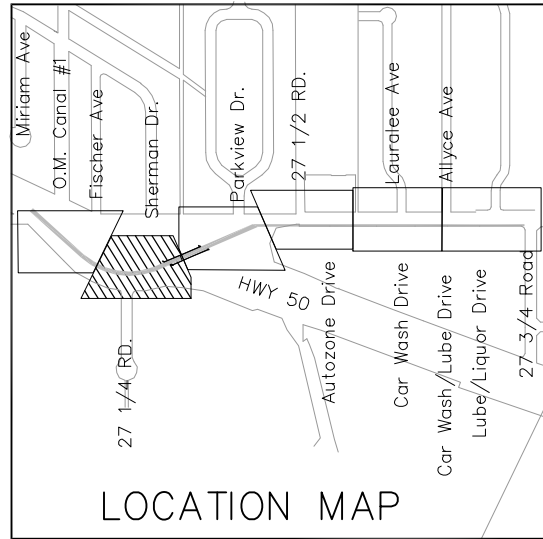 Miriam Ave
O.M. Canal #1
Fischer Ave
Sherman Dr.
Parkview Dr.
27 1/2 RD.
Lauralee Ave
Allyce Ave
HWY 50
27 1/4 RD.
Autozone Drive
Car Wash Drive
Car Wash/Lube Drive
Lube/Liquor Drive
27 3/4 Road
LOCATION MAP